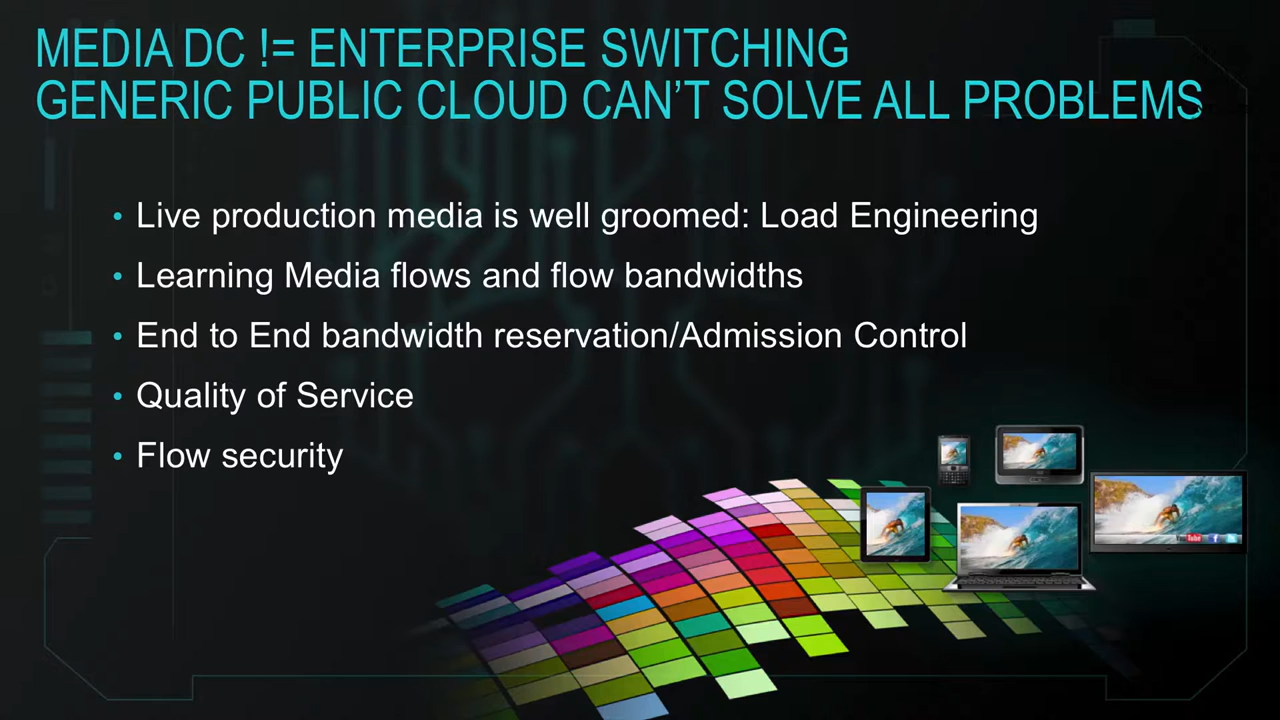 MEDIA DC != ENTERPRISE SWITCHING
GENERIC PUBLIC CLOUD CAN’T SOLVE ALL PROBLEMS
• Live production media is well groomed: Load Engineering
• Learning Media flows and flow bandwidths
• End to End bandwidth reservation/Admission Control
• Quality of Service
• Flow security
YouTube